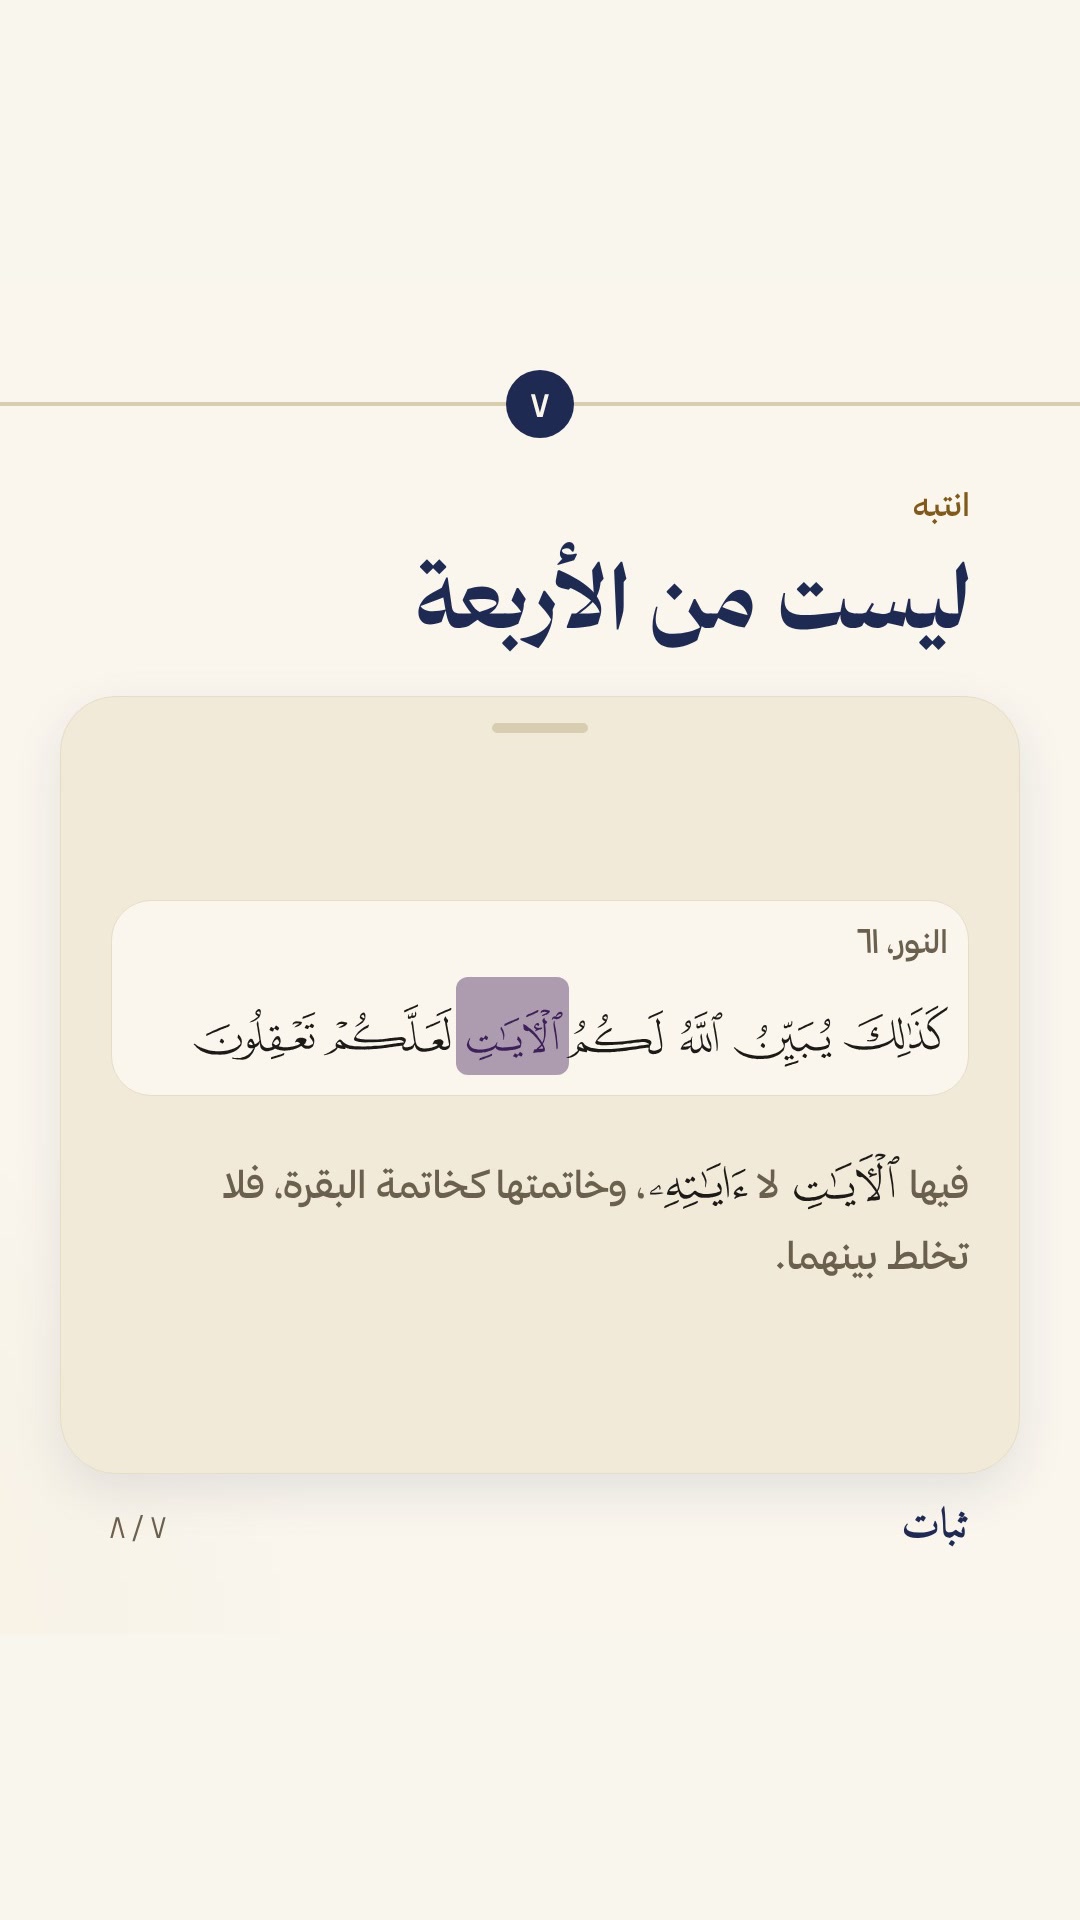 ٧
انتبه
ليست من الأربعة
النور، ٦١
كَذَٰلِكَ يُبَيِّنُ ٱللَّهُ لَكُمُ ٱلۡأٓيَٰتِ لَعَلَّكُمۡ تَعۡقِلُونَ
فيها ٱلۡأٓيَٰتِ لا ءَايَٰتِهِۦ، وخاتمتها كخاتمة البقرة، فلا
تخلط بينهما.
ثبات
٧ / ٨